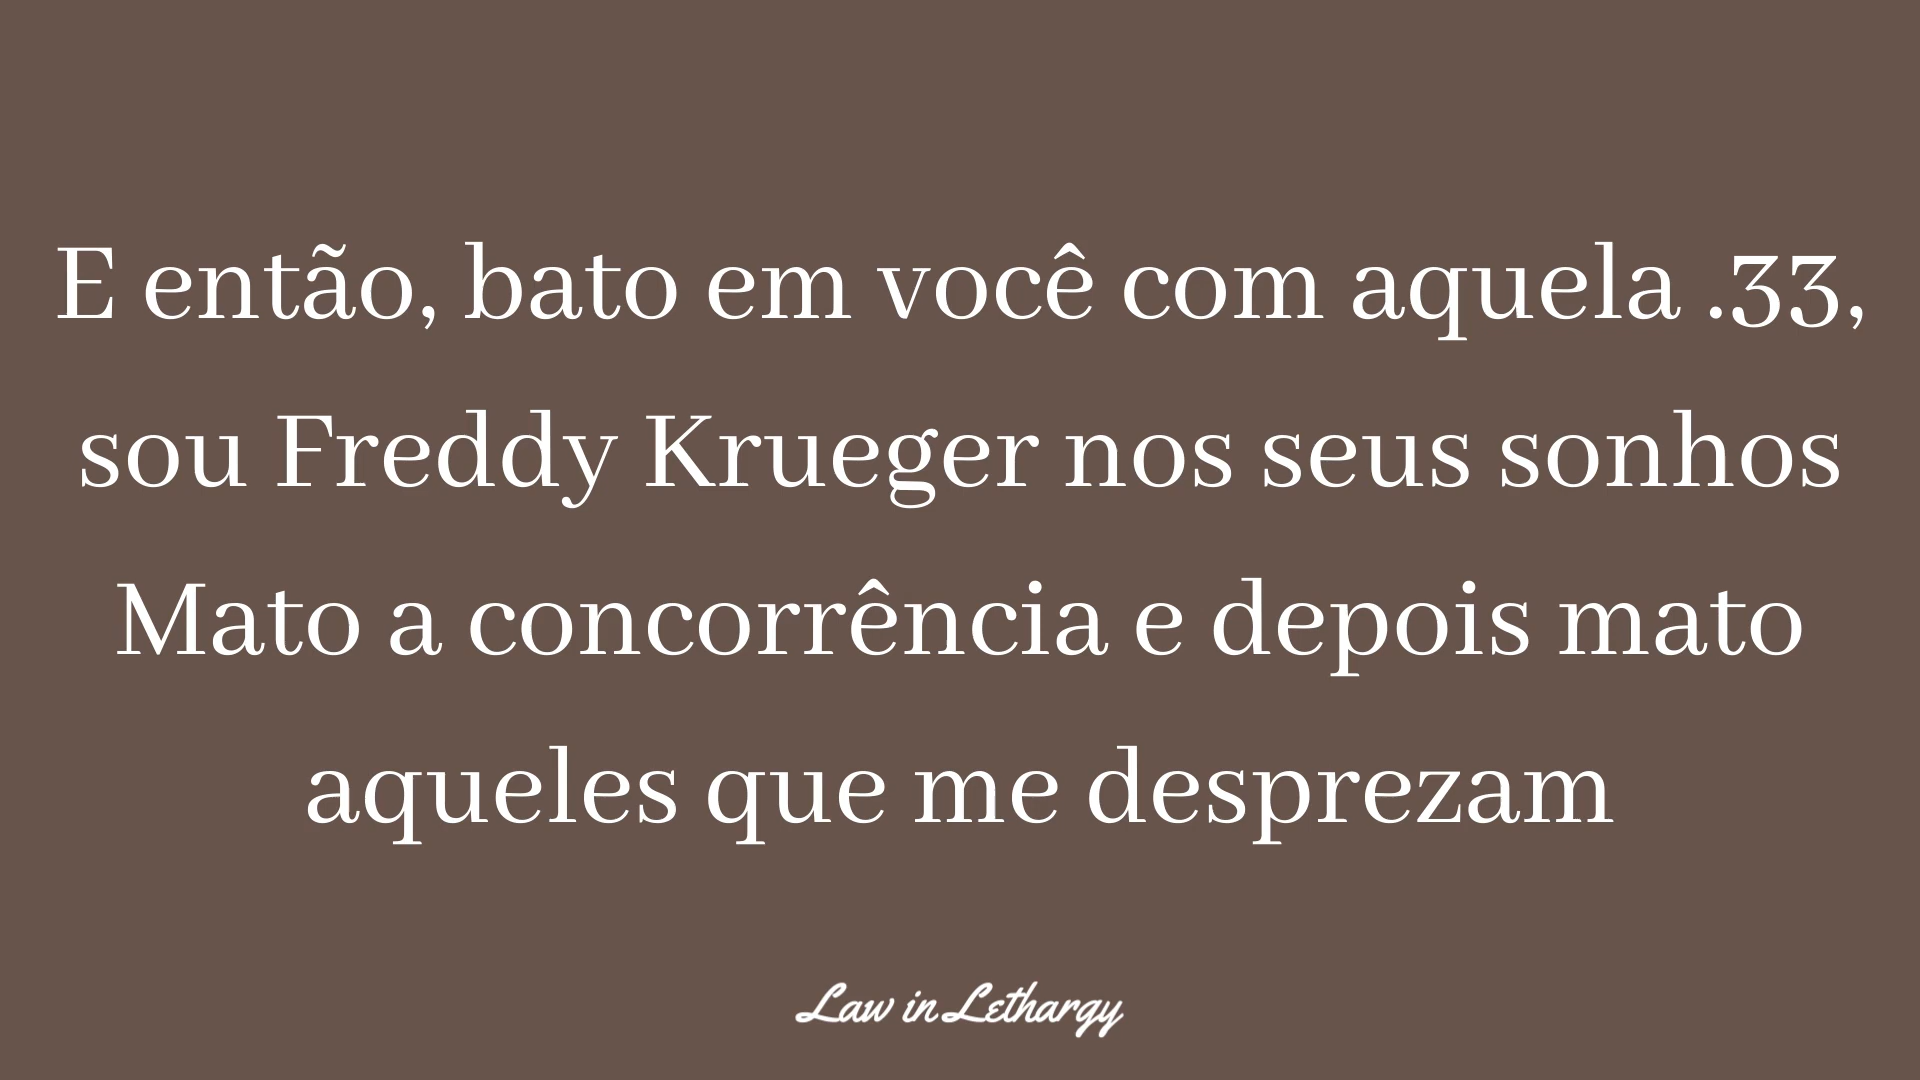 E então, bato em você com aquela .33,
sou Freddy Krueger nos seus sonhos
Mato a concorrência e depois mato
aqueles que me desprezam
Law in Lethargy